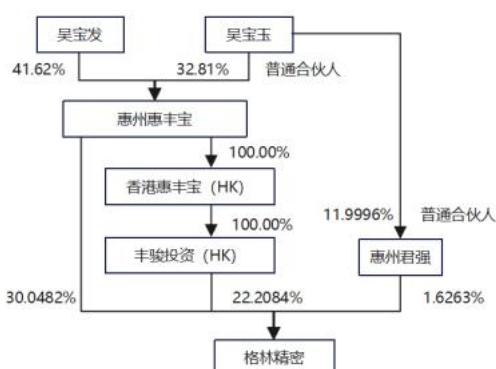 吴宝发
吴宝玉
41.62%
32.81%
普通合伙人
惠州惠丰宝
100.00%
香港惠丰宝（HK）
100.00%
11.9996%
普通合伙人
丰骏投资（HK）
惠州君强
30.0482%
22.2084%
1.6263%
格林精密